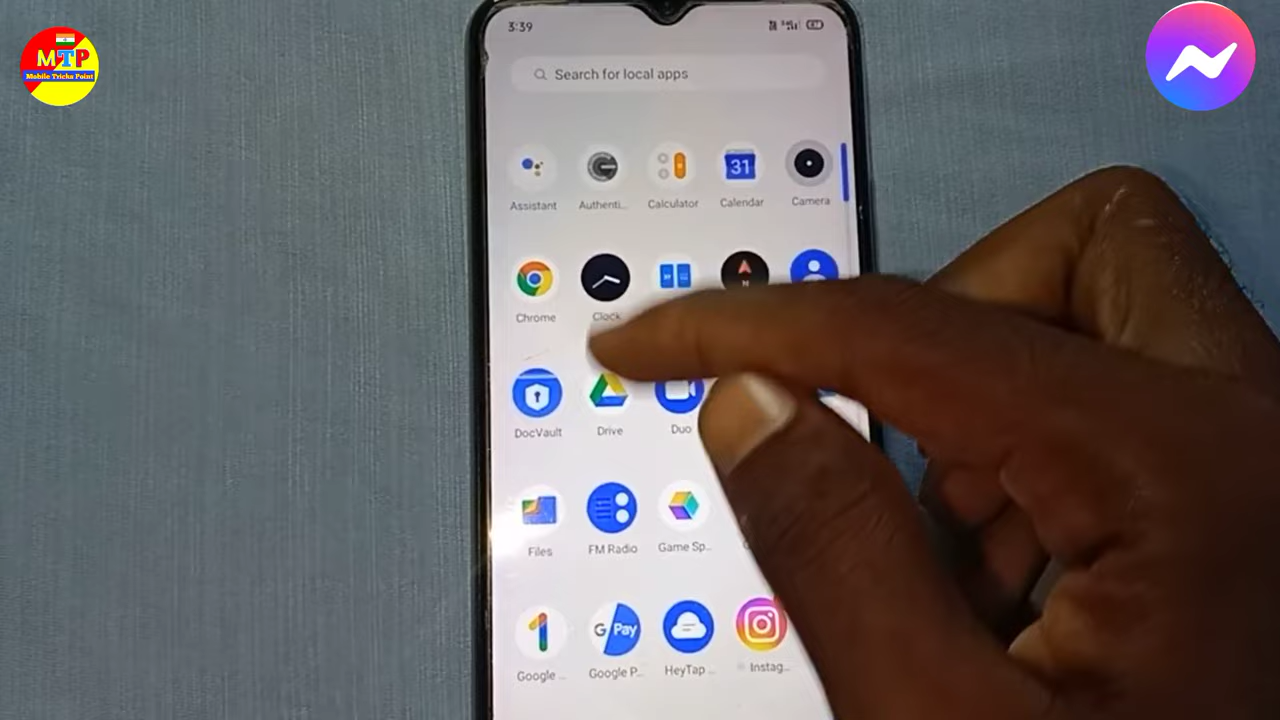 3:39
MTP
Mobile Tricks Point
Search for local apps
31
Assistant Authenti... Calculator Calendar Camera
N
Chrome Clock
DocVault Drive Duo
Files FM Radio Game Sp...
G Pay
Google ... Google P... HeyTap ... Instag...